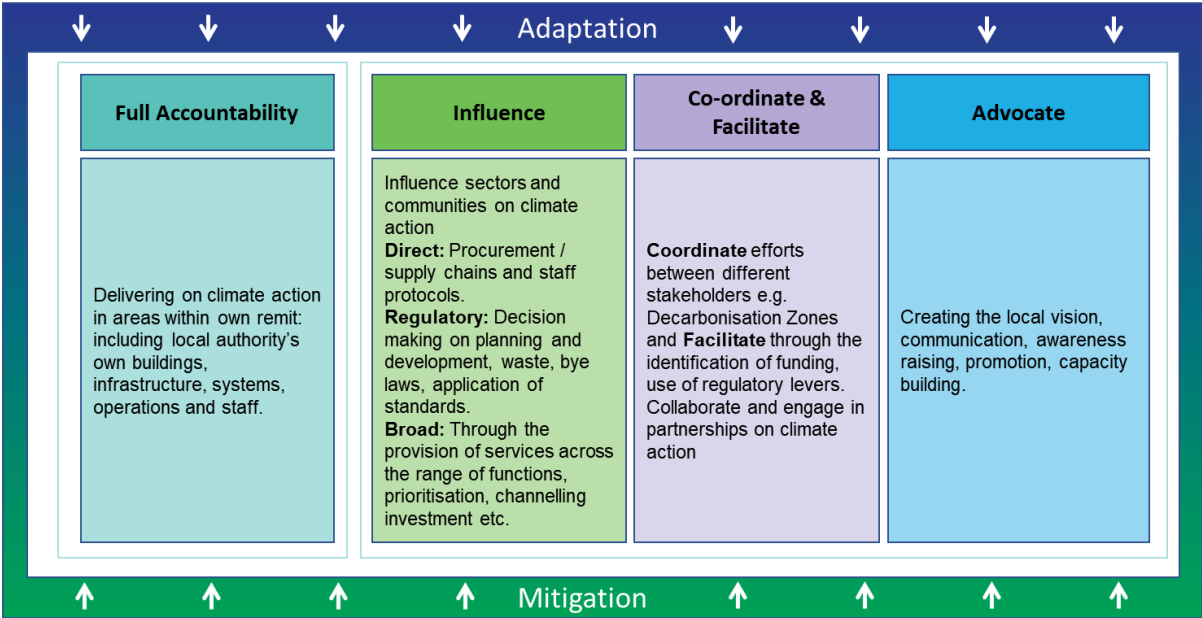 Adaptation
Full Accountability
Delivering on climate action
in areas within own remit:
including local authority's
own buildings,
infrastructure, systems,
operations and staff.
Influence
Influence sectors and
communities on climate
action
Direct: Procurement /
supply chains and staff
protocols.
Regulatory: Decision
making on planning and
development, waste, bye
laws, application of
standards.
Broad: Through the
provision of services across
the range of functions,
prioritisation, channelling
investment etc.
Co-ordinate &
Facilitate
Coordinate efforts
between different
stakeholders e.g.
Decarbonisation Zones
and Facilitate through the
identification of funding,
use of regulatory levers.
Collaborate and engage in
partnerships on climate
action
Advocate
Creating the local vision,
communication, awareness
raising, promotion, capacity
building.
Mitigation